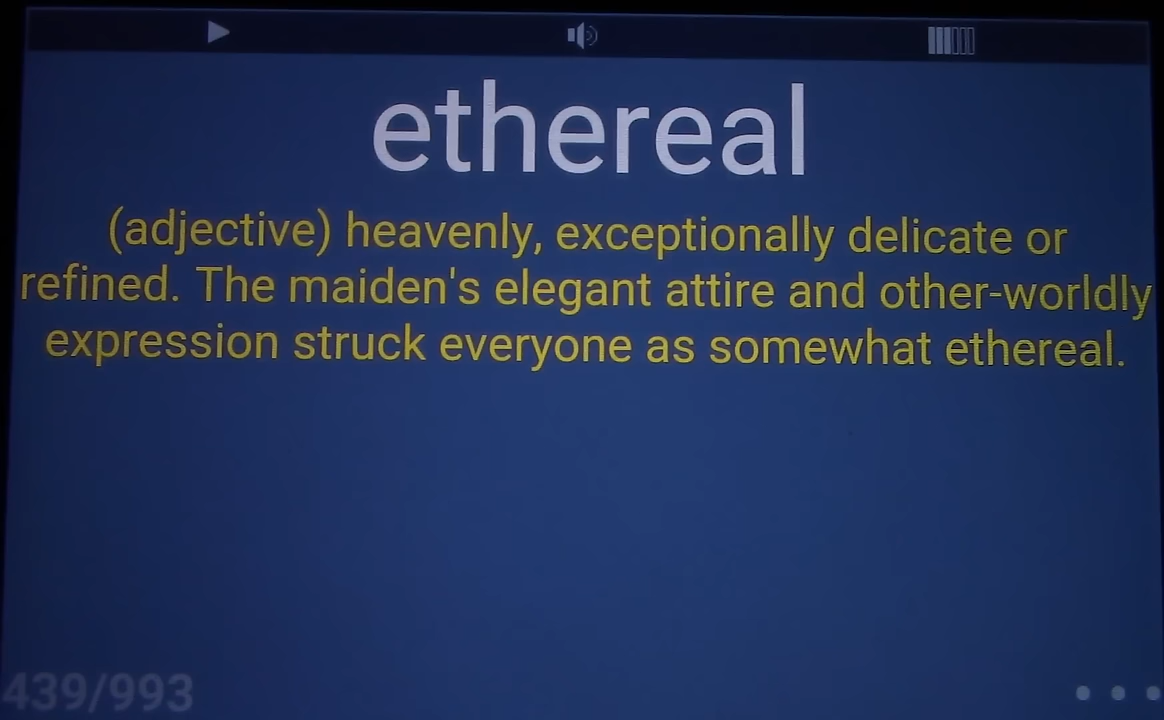 ethereal
(adjective) heavenly, exceptionally delicate or
refined. The maiden's elegant attire and other-worldly
expression struck everyone as somewhat ethereal.
439/993